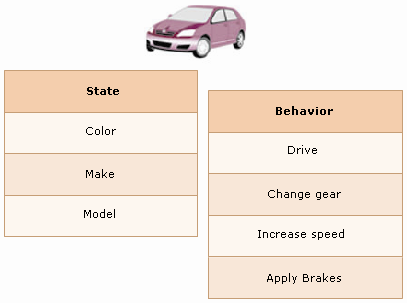 State
Color
Make
Model
Behavior
Drive
Change gear
Increase speed
Apply Brakes